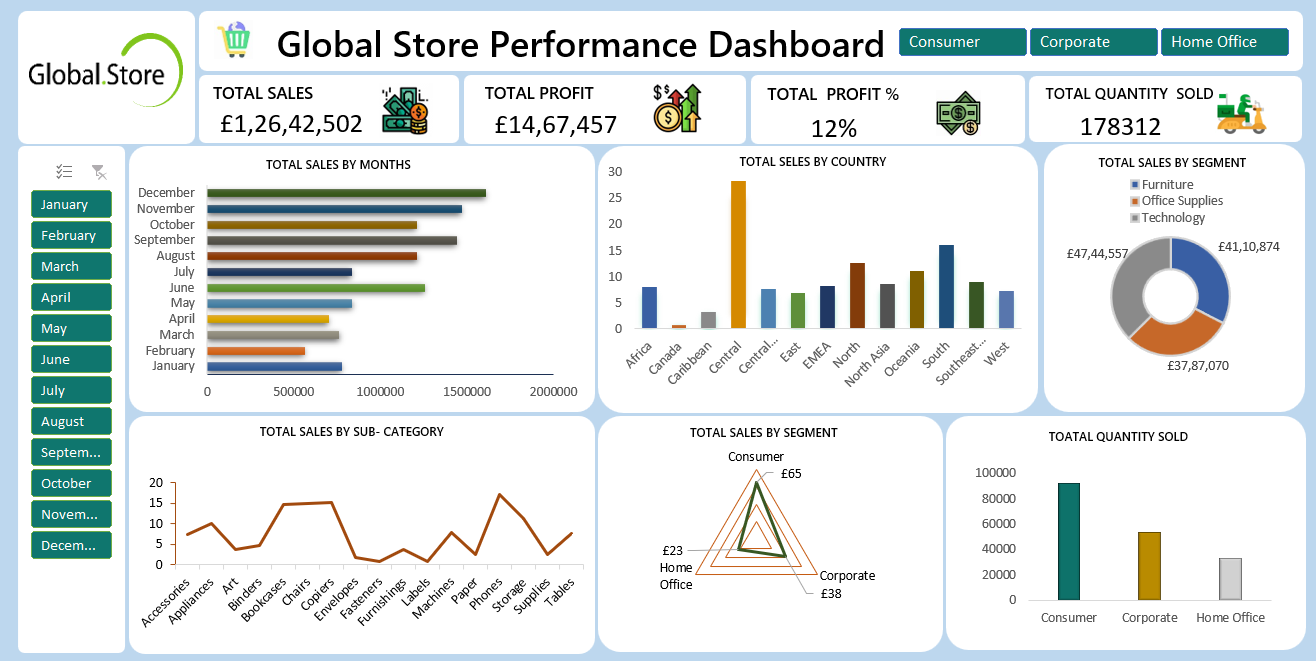 Global.Store
Global Store Performance Dashboard
Consumer
Corporate
Home Office
TOTAL SALES
£1,26,42,502
TOTAL PROFIT
£14,67,457
TOTAL PROFIT %
12%
TOTAL QUANTITY SOLD
178312
January
February
March
April
May
June
July
August
Septem...
October
Novem...
Decem...
TOTAL SALES BY MONTHS
December
November
October
September
August
July
June
May
April
March
February
January
0 500000 1000000 1500000 2000000
TOTAL SELES BY COUNTRY
30
25
20
15
10
5
0
Africa
Canada
Caribbean
Central
Central...
East
EMEA
North
North Asia
Oceania
South
Southeast...
West
TOTAL SALES BY SEGMENT
Furniture
Office Supplies
Technology
£47,44,557
£41,10,874
£37,87,070
TOTAL SALES BY SUB- CATEGORY
20
15
10
5
0
Accessories
Appliances
Art
Binders
Bookcases
Chairs
Copiers
Envelopes
Fasteners
Furnishings
Labels
Machines
Paper
Phones
Storage
Supplies
Tables
TOTAL SALES BY SEGMENT
Consumer
£65
£23
Home
Office
Corporate
£38
TOATAL QUANTITY SOLD
100000
80000
60000
40000
20000
0
Consumer
Corporate
Home Office